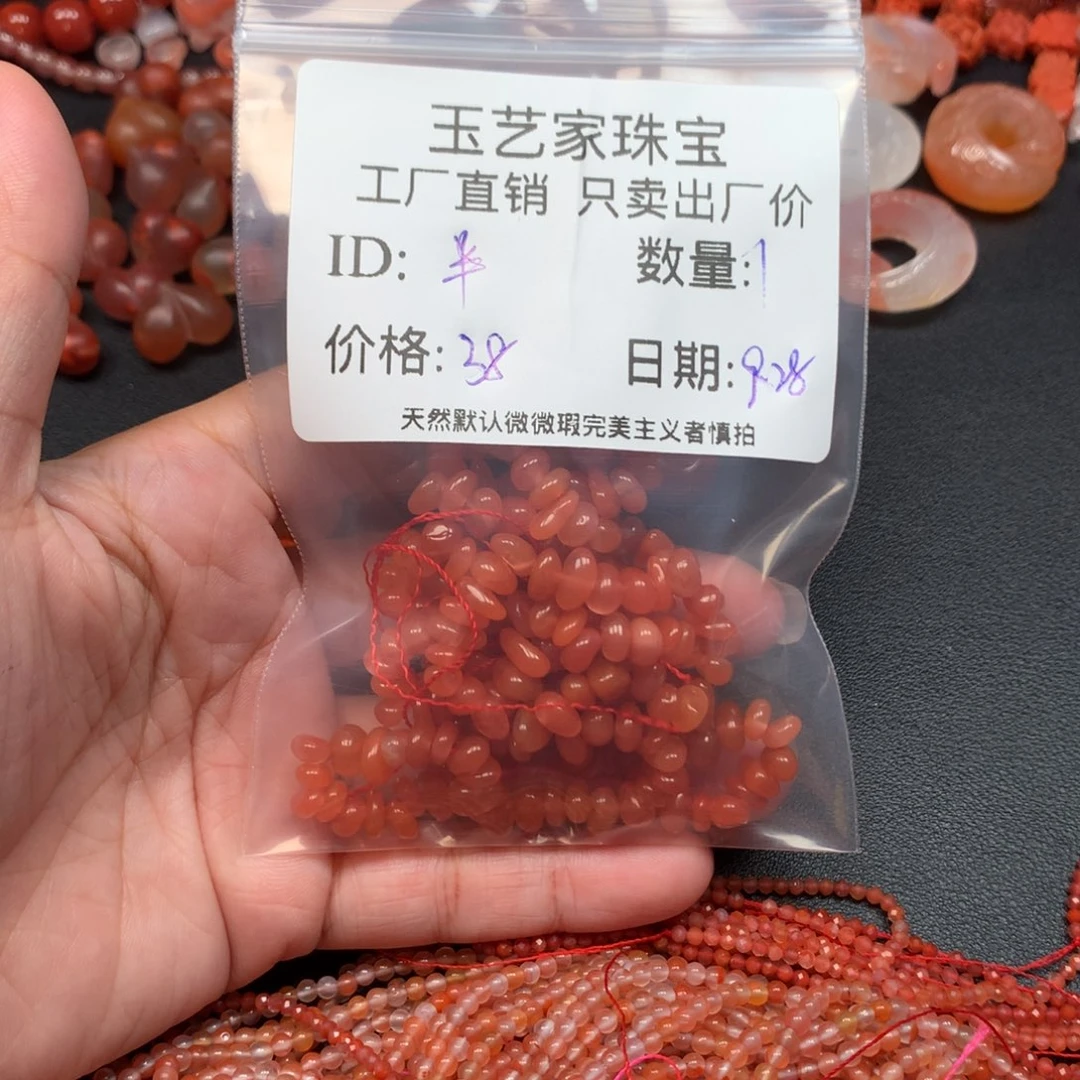 玉艺家珠宝
工厂直销 只卖出厂价
ID: 半 数量:1
价格:38 日期:9.28
天然默认微微瑕完美主义者慎拍